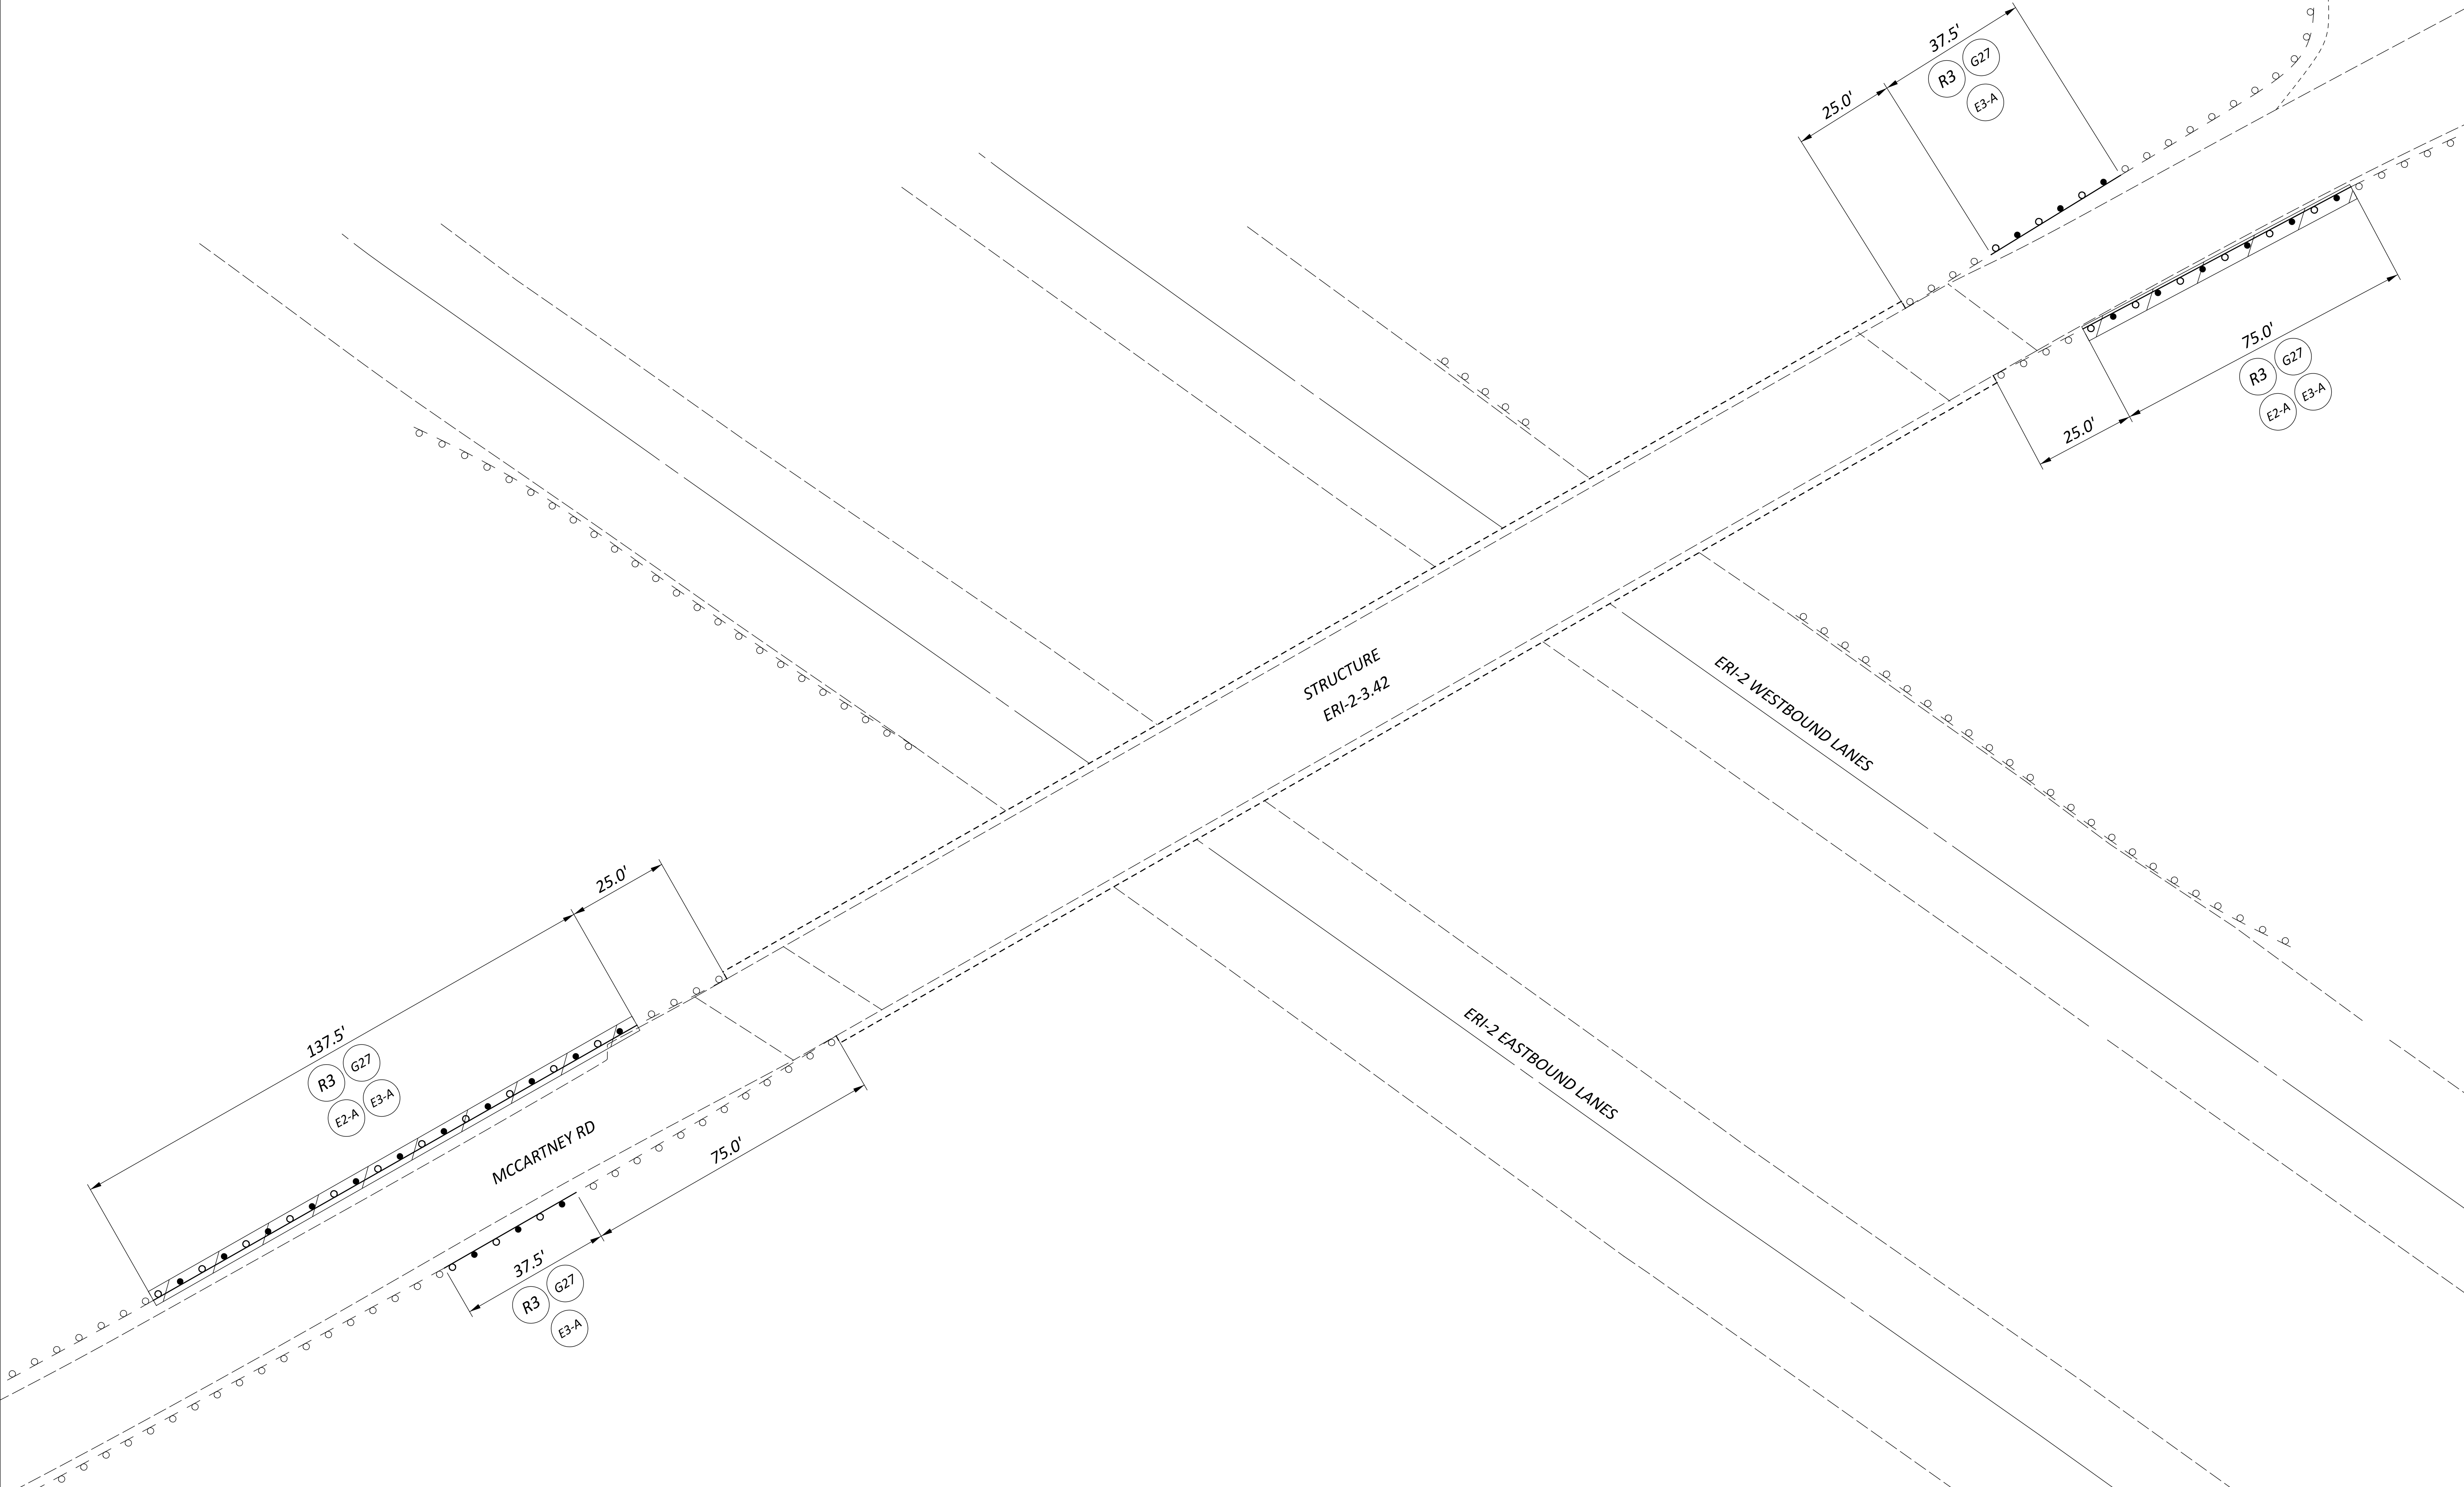 37.5'
25.0'
R3
G27
E3-A
75.0'
R3
G27
E2-A
E3-A
25.0'
STRUCTURE
ERI-2-3.42
ERI-2 WESTBOUND LANES
ERI-2 EASTBOUND LANES
25.0'
137.5'
R3
G27
E2-A
E3-A
MCCARTNEY RD
75.0'
37.5'
R3
G27
E3-A